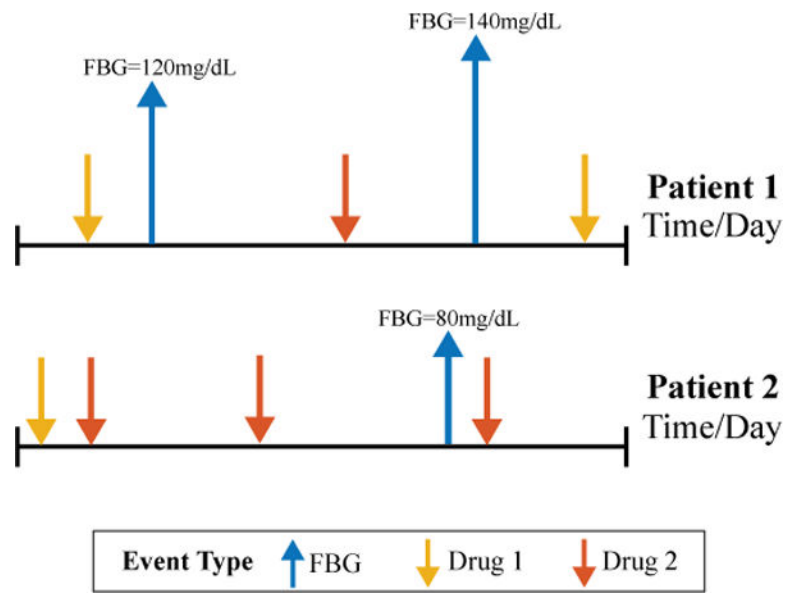 FBG=140mg/dL
FBG=120mg/dL
Patient 1
Time/Day
FBG=80mg/dL
Patient 2
Time/Day
Event Type FBG Drug 1 Drug 2